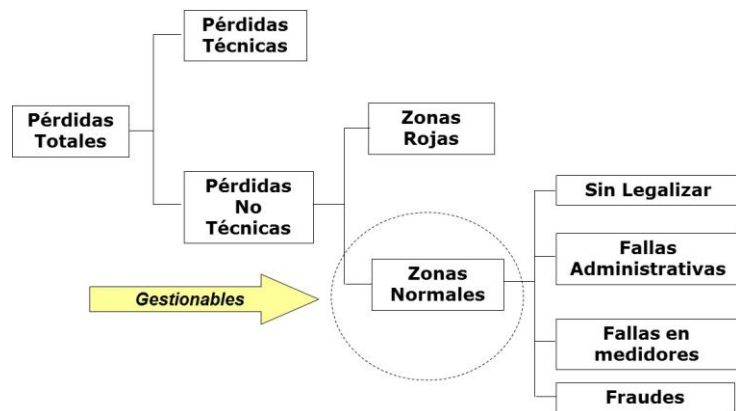 Pérdidas
Técnicas
Pérdidas
Totales
Zonas
Rojas
Pérdidas
No
Técnicas
Sin Legalizar
Fallas
Administrativas
Zonas
Normales
Gestionables
Fallas en
medidores
Fraudes